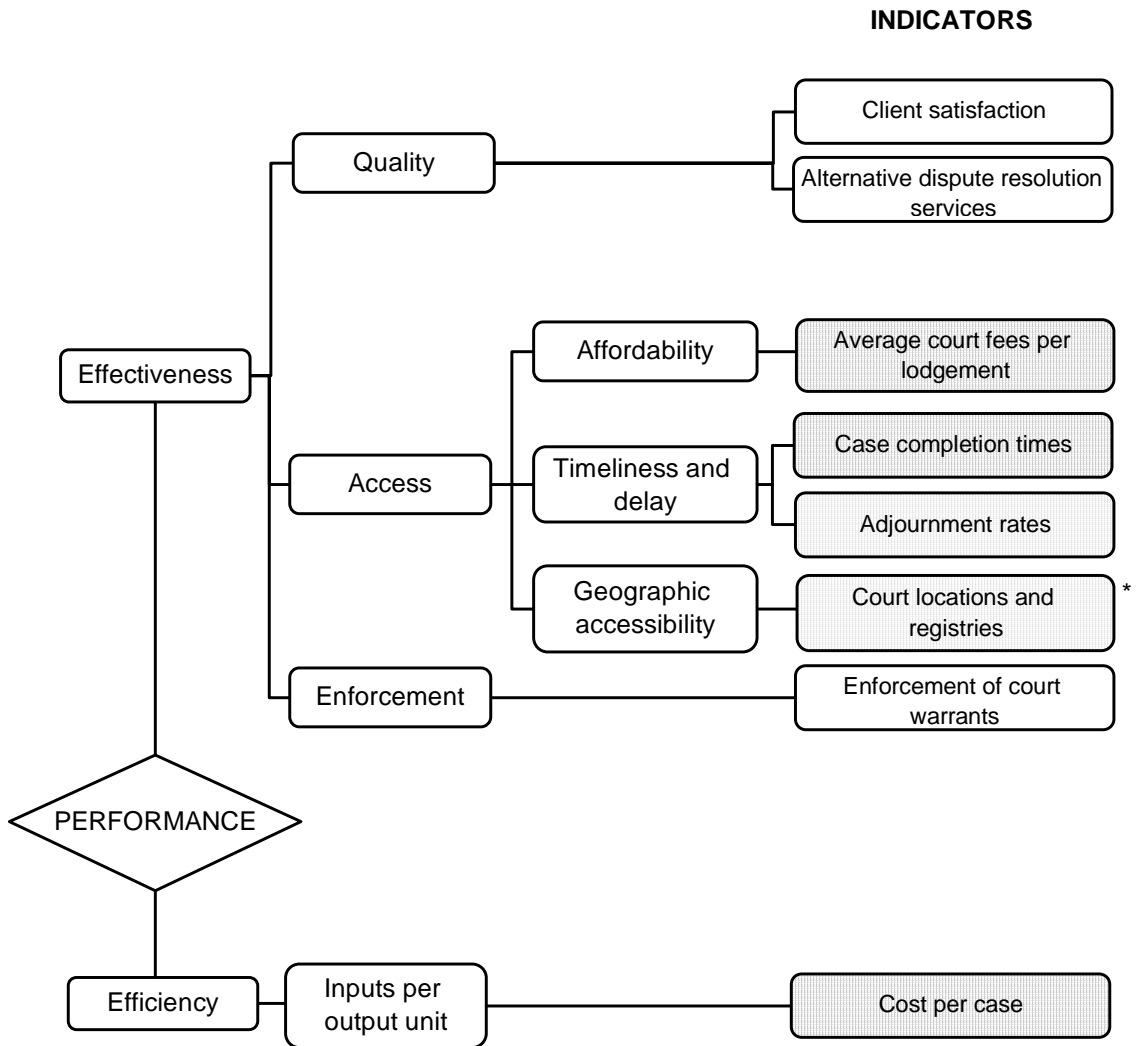 INDICATORS
Client satisfaction
Quality
Alternative dispute resolution
services
Effectiveness
Affordability
Average court fees per
lodgement
Access
Timeliness and
delay
Case completion times
Adjournment rates
Geographic
accessibility
Court locations and
registries
*
Enforcement
Enforcement of court
warrants
PERFORMANCE
Efficiency
Inputs per
output unit
Cost per case